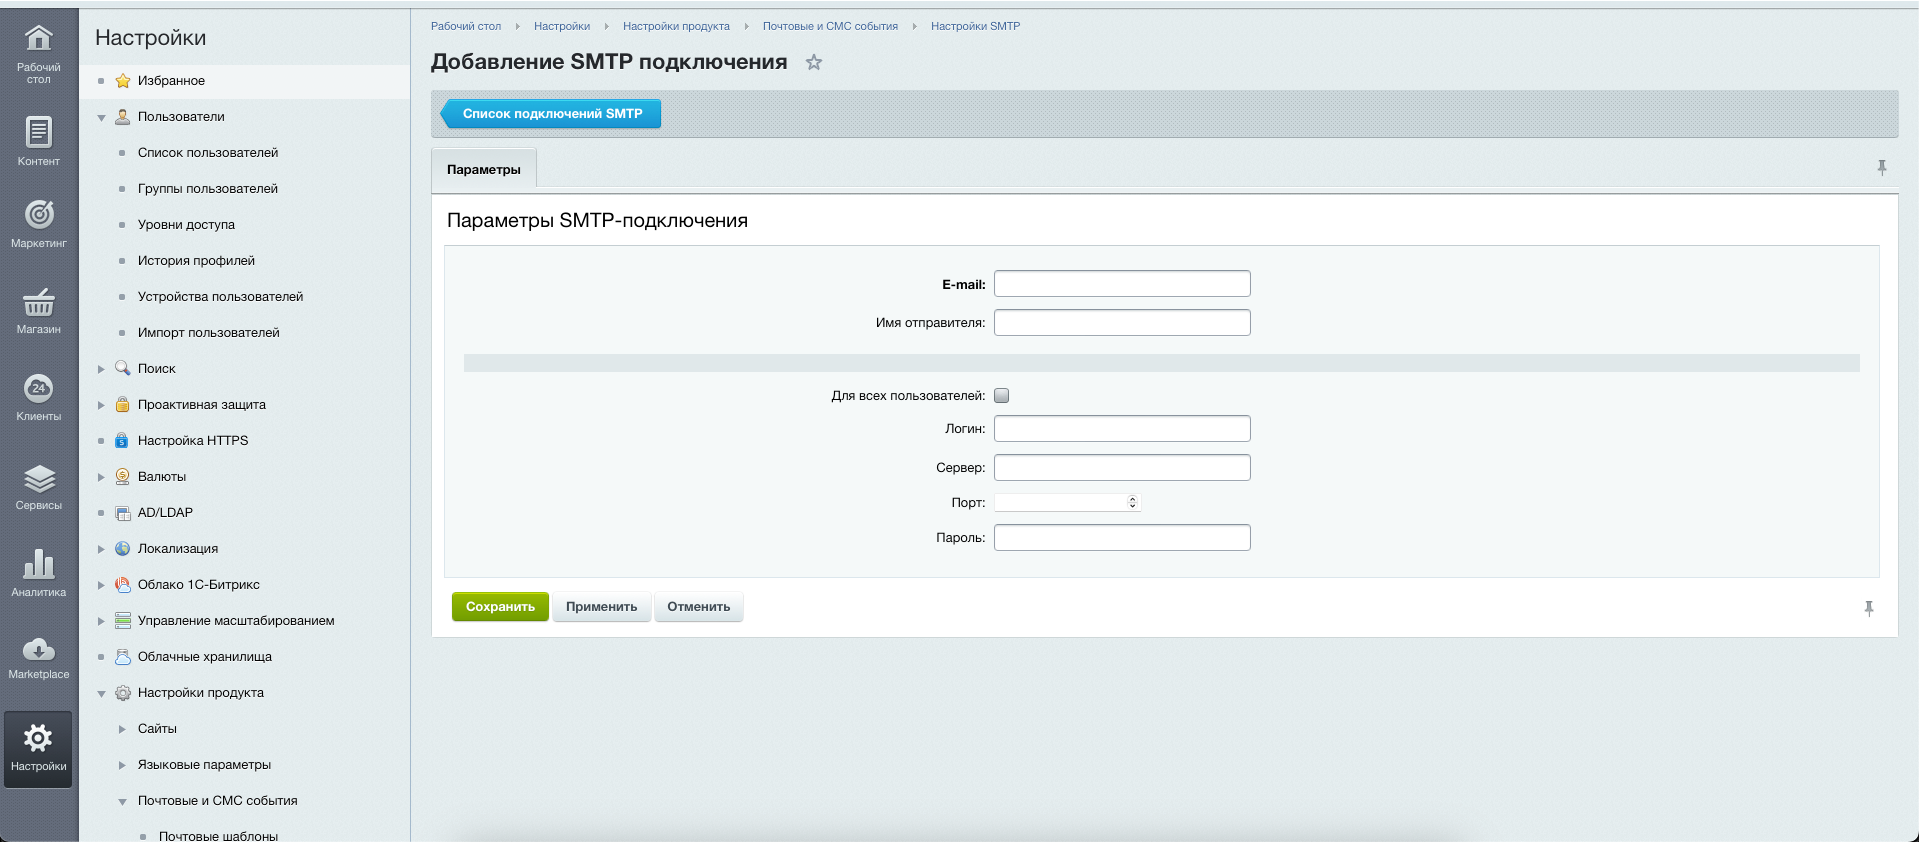 Рабочий
стол
Контент
Маркетинг
Магазин
24
Клиенты
Сервисы
Аналитика
Marketplace
Настройки
Настройки
Избранное
Пользователи
Список пользователей
Группы пользователей
Уровни доступа
История профилей
Устройства пользователей
Импорт пользователей
Поиск
Проактивная защита
Настройка HTTPS
Валюты
AD/LDAP
Локализация
Облако 1С-Битрикс
Управление масштабированием
Облачные хранилища
Настройки продукта
Сайты
Языковые параметры
Почтовые и СМС события
Почтовые шаблоны
Рабочий стол Настройки Настройки продукта Почтовые и СМС события Настройки SMTP
Добавление SMTP подключения
Список подключений SMTP
Параметры
Параметры SMTP-подключения
E-mail:
Имя отправителя:
Для всех пользователей:
Логин:
Сервер:
Порт:
Пароль:
Сохранить Применить Отменить